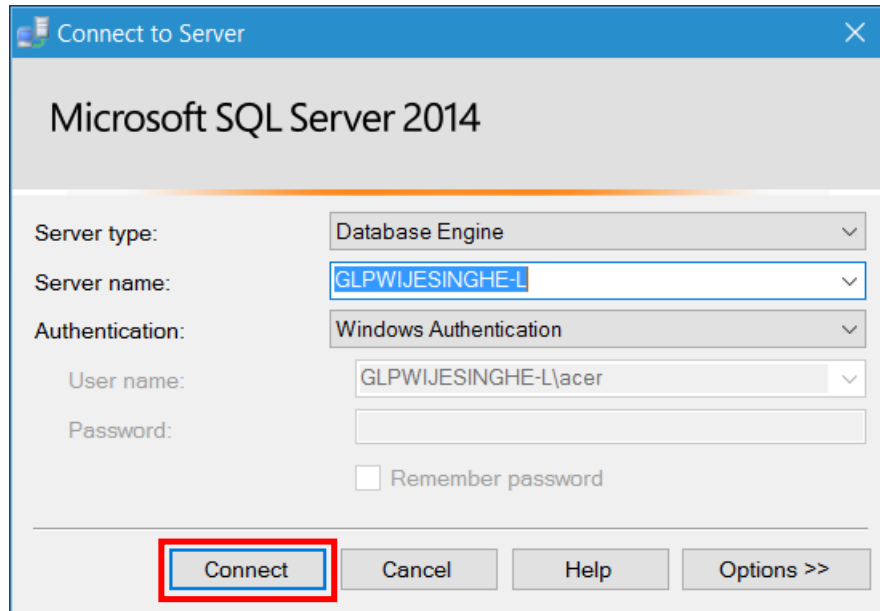 Connect to Server
Microsoft SQL Server 2014
Server type: Database Engine
Server name: GLPWIJESINGHE-L
Authentication: Windows Authentication
User name: GLPWIJESINGHE-L\acer
Password:
Remember password
Connect Cancel Help Options >>